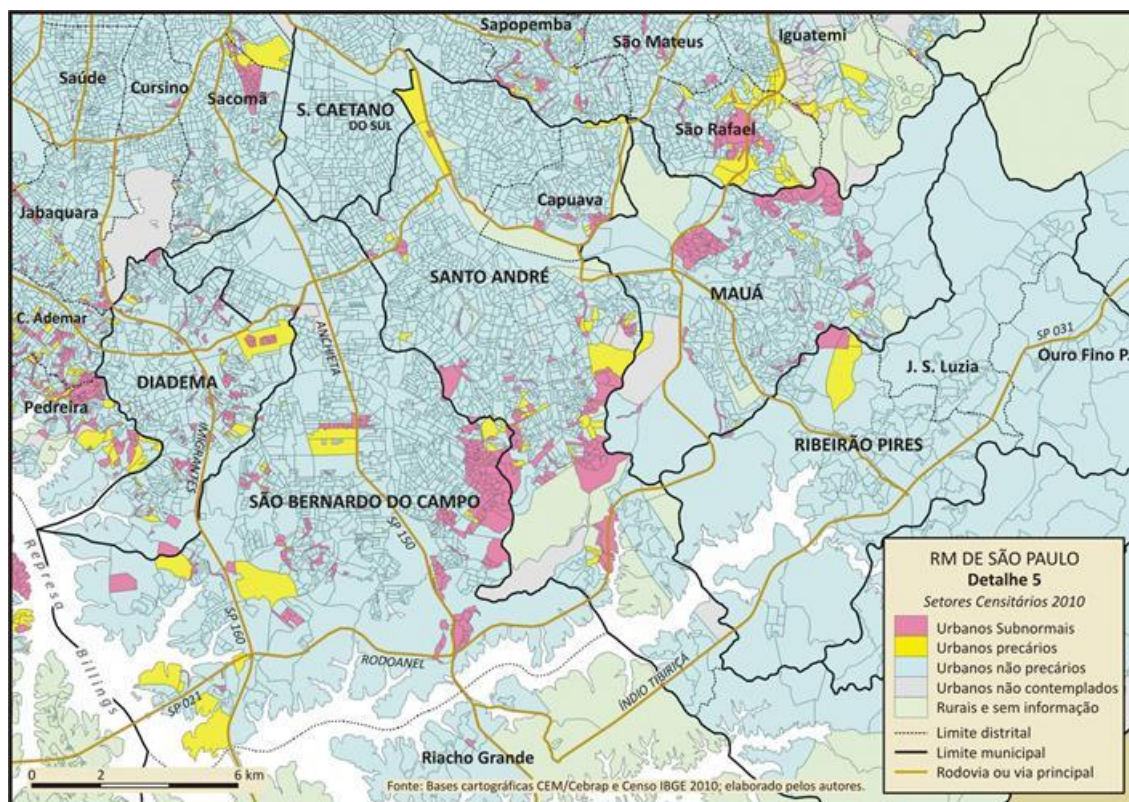 Sapopemba
São Mateus
Iguatemi
Saúde
Cursino
Sacomã
S. CAETANO
DO SUL
São Rafael
Jabaquara
Capuava
SANTO ANDRÉ
MAUÁ
C. Ademar
ANCHIETA
SP 031
Ouro Fino P
J. S. Luzia
DIADEMA
Pedreira
IMIGRANTES
RIBEIRÃO PIRES
SÃO BERNARDO DO CAMPO
SP 150
Represa Billings
SP 160
RODOANEL
SP 021
ÍNDIO TIBIRIÇÁ
Riacho Grande
RM DE SÃO PAULO
Detalhe 5
Setores Censitários 2010
Urbanos Subnormais
Urbanos precários
Urbanos não precários
Urbanos não contemplados
Rurais e sem informação
Limite distrital
Limite municipal
Rodovia ou via principal
0 2 6 km
Fonte: Bases cartográficas CEM/Cebrap e Censo IBGE 2010; elaborado pelos autores.